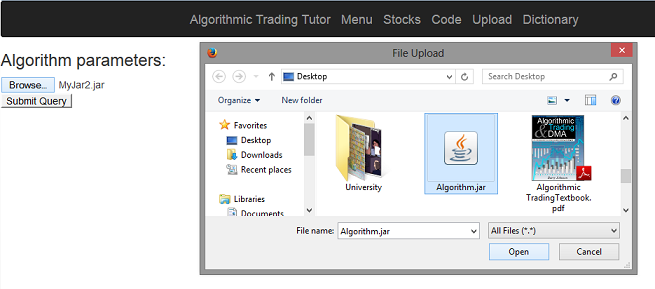 Algorithmic Trading Tutor Menu Stocks Code Upload Dictionary
Algorithm parameters:
Browse... MyJar2.jar
Submit Query
File Upload
Desktop
Search Desktop
Organize
New folder
Favorites
Desktop
Downloads
Recent places
Libraries
Documents
University
Algorithm.jar
Algorithmic
Trading
& DMA
Algorithmic
TradingTextbook.
pdf
File name: Algorithm.jar
All Files (*.*)
Open
Cancel